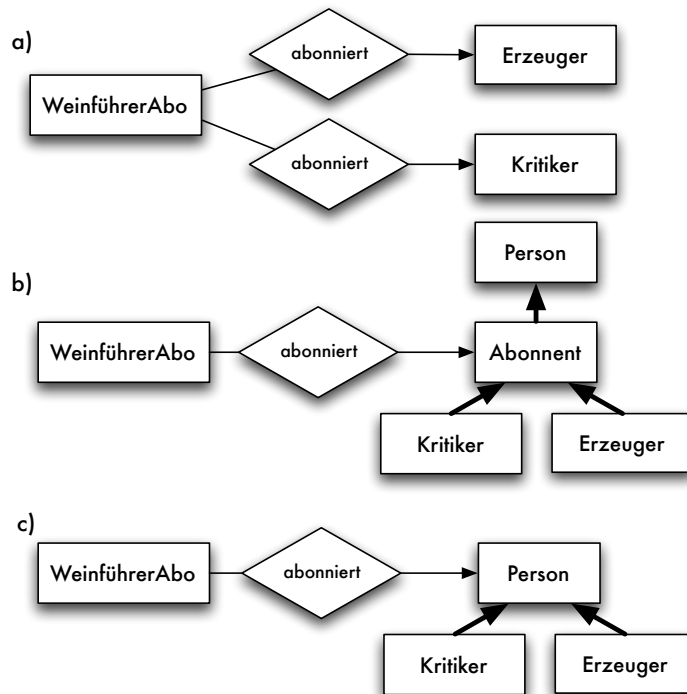 a)
abonniert
Erzeuger
WeinführerAbo
abonniert
Kritiker
Person
b)
WeinführerAbo
abonniert
Abonnent
Kritiker
Erzeuger
c)
WeinführerAbo
abonniert
Person
Kritiker
Erzeuger